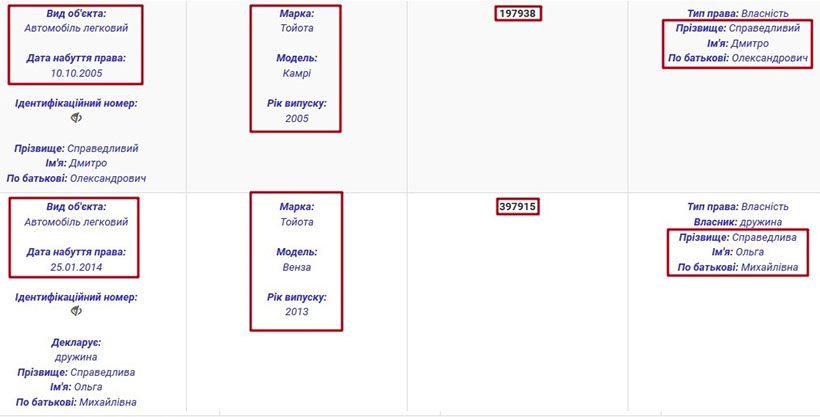 Вид об'єкта:
Автомобіль легковий
Дата набуття права:
10.10.2005
Ідентифікаційний номер:
Прізвище: Справедливий
Ім'я: Дмитро
По батькові: Олександрович
Марка:
Тойота
Модель:
Камрі
Рік випуску:
2005
197938
Тип права: Власність
Прізвище: Справедливий
Ім'я: Дмитро
По батькові: Олександрович
Вид об'єкта:
Автомобіль легковий
Дата набуття права:
25.01.2014
Ідентифікаційний номер:
Декларує:
дружина
Прізвище: Справедлива
Ім'я: Ольга
По батькові: Михайлівна
Марка:
Тойота
Модель:
Венза
Рік випуску:
2013
397915
Тип права: Власність
Власник: дружина
Прізвище: Справедлива
Ім'я: Ольга
По батькові: Михайлівна